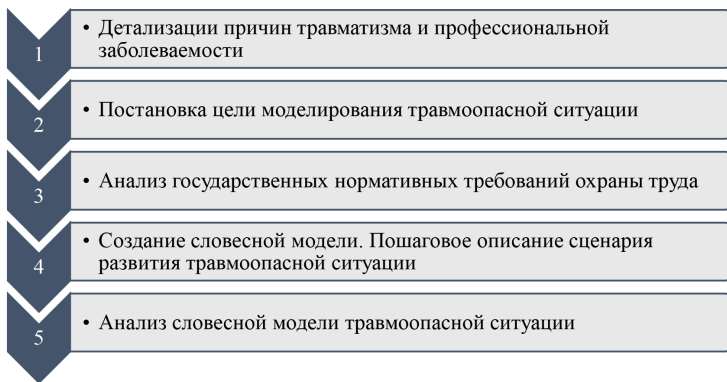 1
• Детализации причин травматизма и профессиональной
заболеваемости
2
• Постановка цели моделирования травмоопасной ситуации
3
• Анализ государственных нормативных требований охраны труда
4
• Создание словесной модели. Пошаговое описание сценария
развития травмоопасной ситуации
5
• Анализ словесной модели травмоопасной ситуации